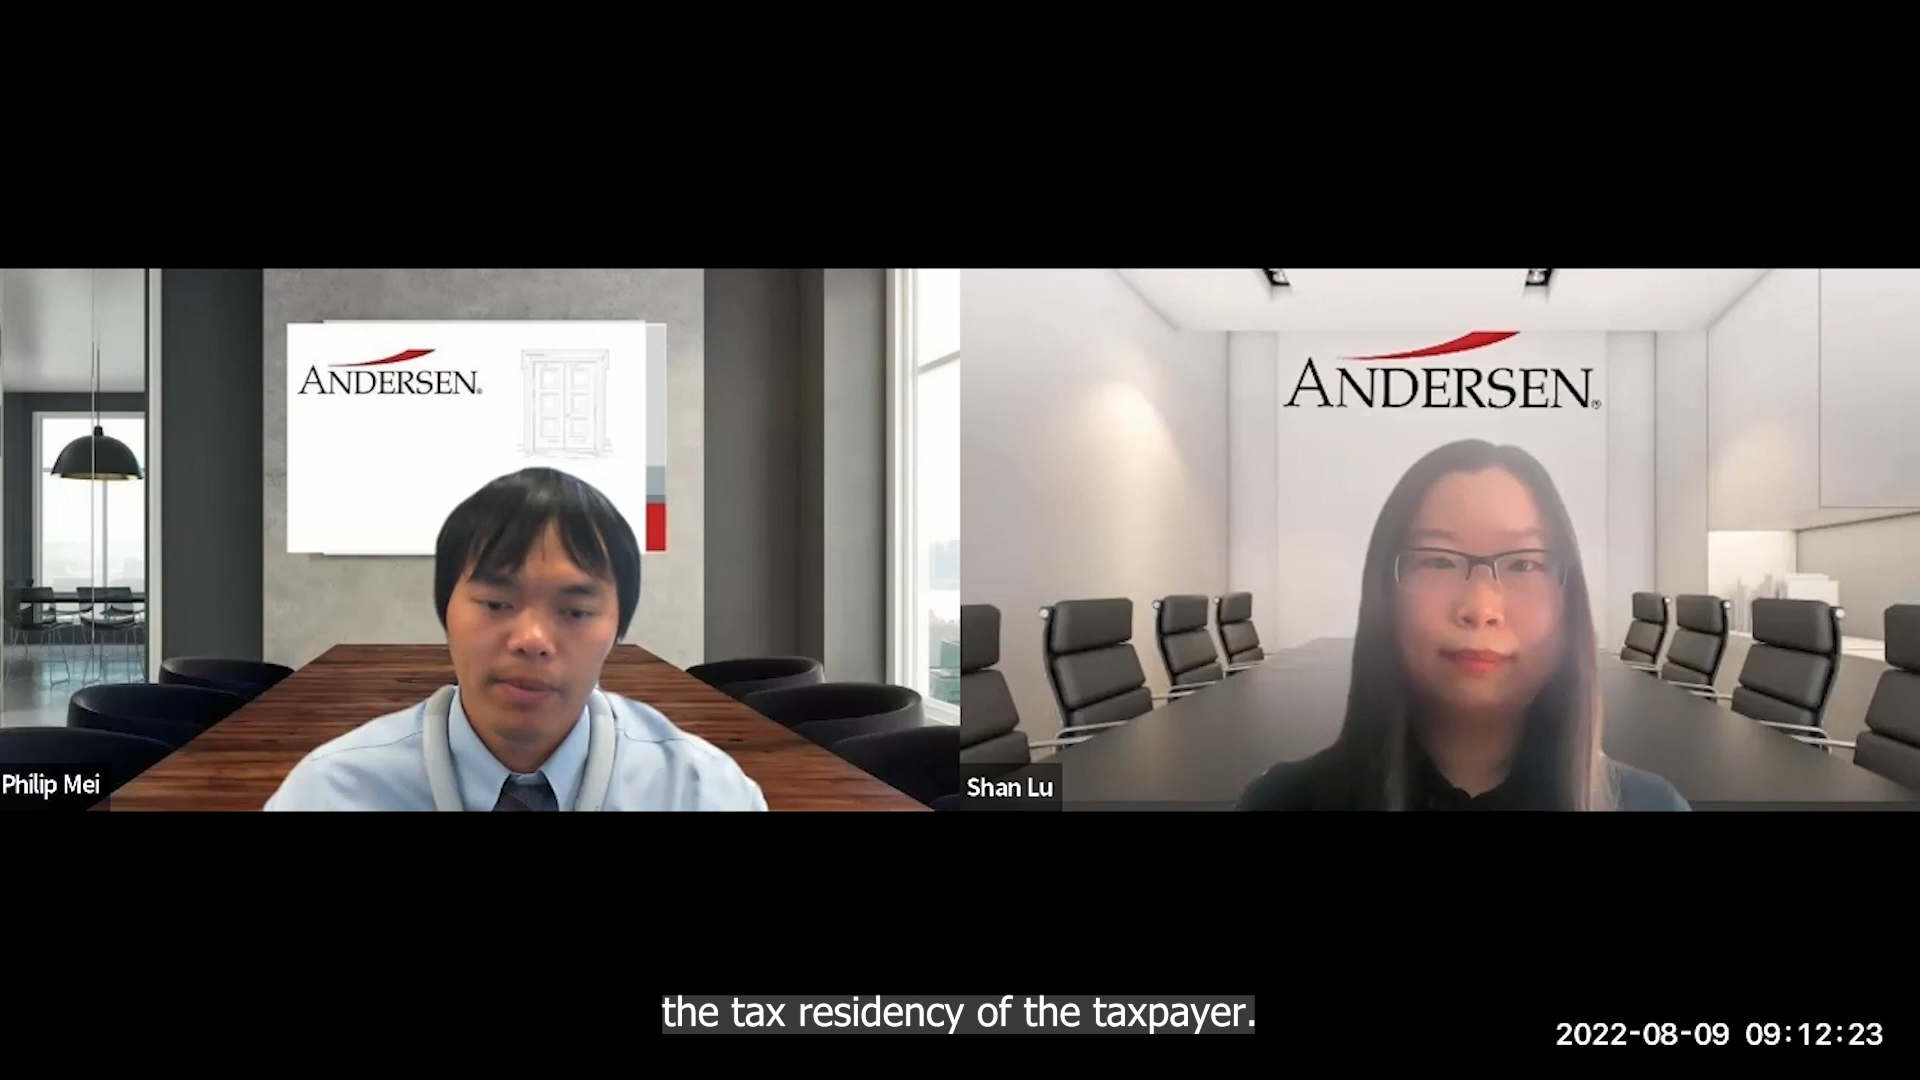 ANDERSEN®
ANDERSEN®
Philip Mei
Shan Lu
the tax residency of the taxpayer.
2022-08-09 09:12:23